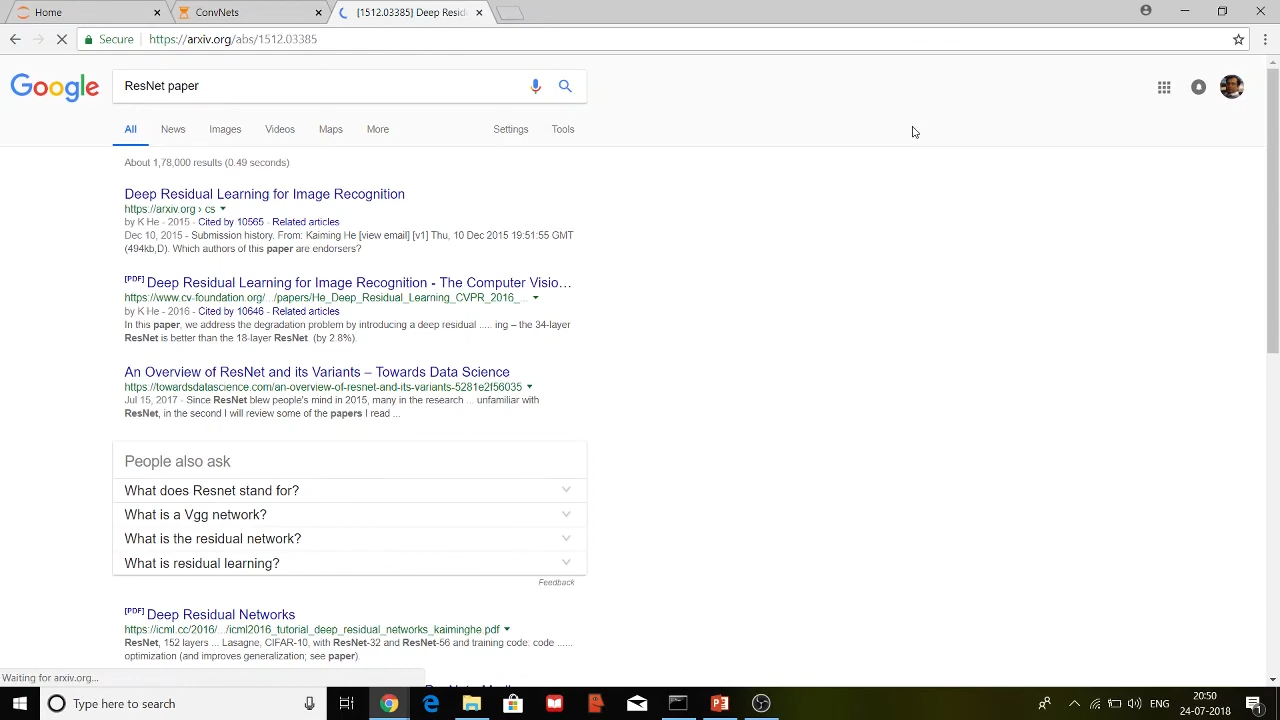 Home
ConvNets
[1512.03385] Deep Resid
Secure
https://arxiv.org/abs/1512.03385
Google
ResNet paper
All News Images Videos Maps More Settings Tools
About 1,78,000 results (0.49 seconds)
Deep Residual Learning for Image Recognition
https://arxiv.org › cs
by K He - 2015 - Cited by 10565 - Related articles
Dec 10, 2015 - Submission history. From: Kaiming He [view email] [v1] Thu, 10 Dec 2015 19:51:55 GMT
(494kb,D). Which authors of this paper are endorsers?
[PDF] Deep Residual Learning for Image Recognition - The Computer Visio...
https://www.cv-foundation.org/.../papers/He_Deep_Residual_Learning_CVPR_2016_...
by K He - 2016 - Cited by 10646 - Related articles
In this paper, we address the degradation problem by introducing a deep residual ..... ing – the 34-layer
ResNet is better than the 18-layer ResNet (by 2.8%).
An Overview of ResNet and its Variants – Towards Data Science
https://towardsdatascience.com/an-overview-of-resnet-and-its-variants-5281e2f56035
Jul 15, 2017 - Since ResNet blew people's mind in 2015, many in the research ... unfamiliar with
ResNet, in the second I will review some of the papers I read ...
People also ask
What does Resnet stand for?
What is a Vgg network?
What is the residual network?
What is residual learning?
Feedback
[PDF] Deep Residual Networks
https://icml.cc/2016/.../icml2016_tutorial_deep_residual_networks_kaiminghe.pdf
ResNet, 152 layers ... Lasagne, CIFAR-10, with ResNet-32 and ResNet-56 and training code: code ......
optimization (and improves generalization; see paper).
Waiting for arxiv.org...
Type here to search
ENG
20:50
24-07-2018